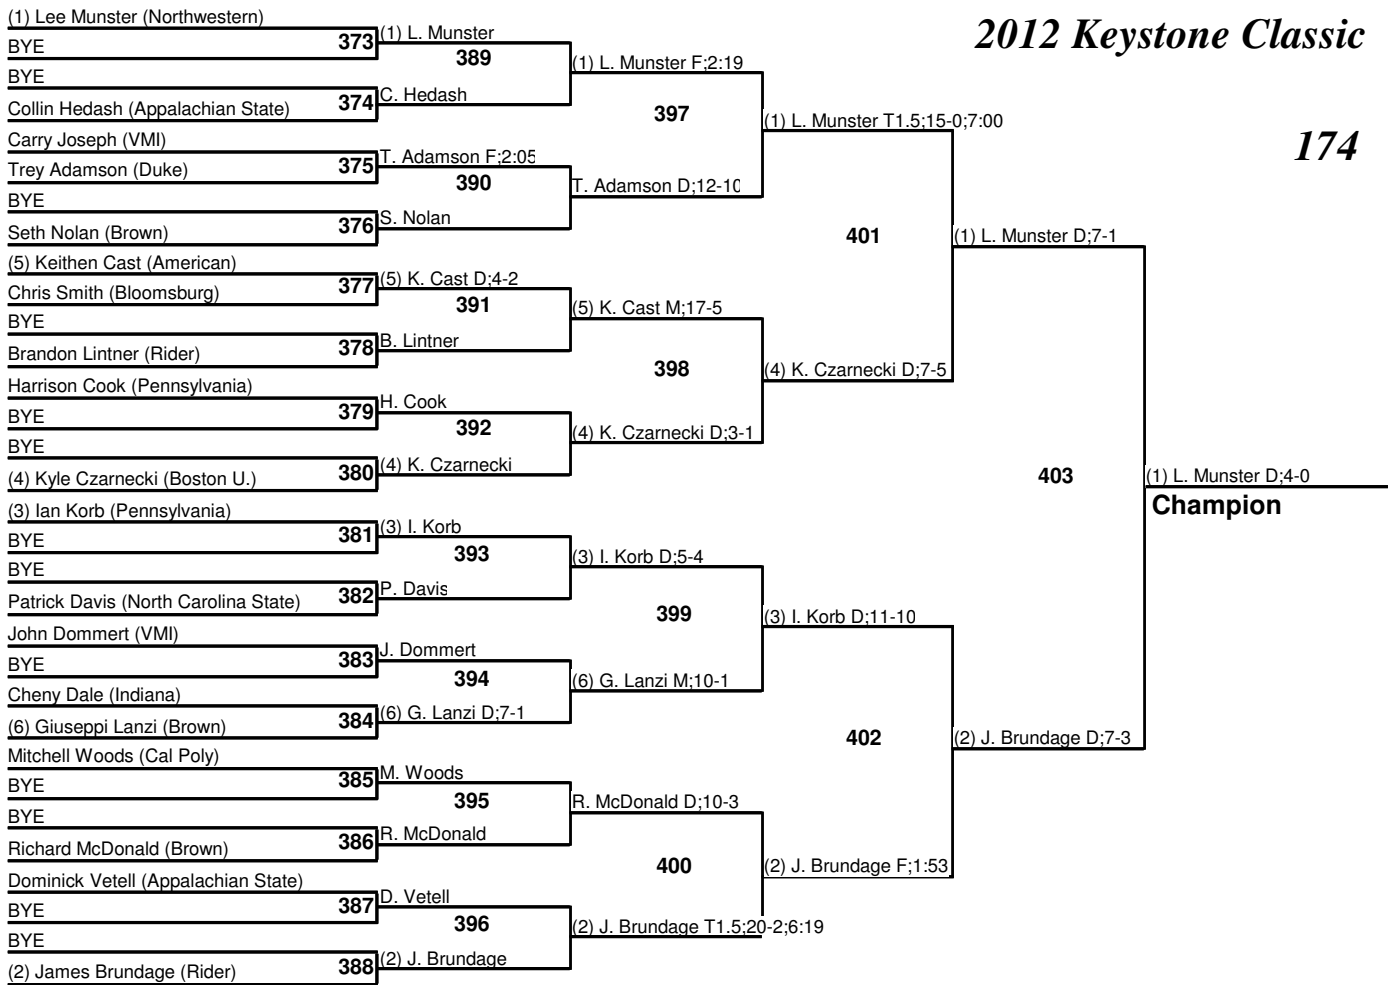 2012 Keystone Classic
174
(1) Lee Munster (Northwestern)
BYE
373
BYE
Collin Hedash (Appalachian State)
374
Carry Joseph (VMI)
Trey Adamson (Duke)
375
BYE
Seth Nolan (Brown)
376
(5) Keithen Cast (American)
Chris Smith (Bloomsburg)
377
BYE
Brandon Lintner (Rider)
378
Harrison Cook (Pennsylvania)
BYE
379
BYE
(4) Kyle Czarnecki (Boston U.)
380
(3) Ian Korb (Pennsylvania)
BYE
381
BYE
Patrick Davis (North Carolina State)
382
John Dommert (VMI)
BYE
383
Cheny Dale (Indiana)
(6) Giuseppi Lanzi (Brown)
384
Mitchell Woods (Cal Poly)
BYE
385
BYE
Richard McDonald (Brown)
386
Dominick Vetell (Appalachian State)
BYE
387
BYE
(2) James Brundage (Rider)
388
(1) L. Munster
389
C. Hedash
T. Adamson F;2:05
390
S. Nolan
(5) K. Cast D;4-2
391
B. Lintner
H. Cook
392
(4) K. Czarnecki
(3) I. Korb
393
P. Davis
J. Dommert
394
(6) G. Lanzi D;7-1
M. Woods
395
R. McDonald
D. Vetell
396
(2) J. Brundage
(1) L. Munster F;2:19
397
T. Adamson D;12-10
(5) K. Cast M;17-5
398
(4) K. Czarnecki D;3-1
(3) I. Korb D;5-4
399
(6) G. Lanzi M;10-1
R. McDonald D;10-3
400
(2) J. Brundage T1.5;20-2;6:19
(1) L. Munster T1.5;15-0;7:00
401
(4) K. Czarnecki D;7-5
(3) I. Korb D;11-10
402
(2) J. Brundage F;1:53
(1) L. Munster D;7-1
403
(2) J. Brundage D;7-3
(1) L. Munster D;4-0
Champion